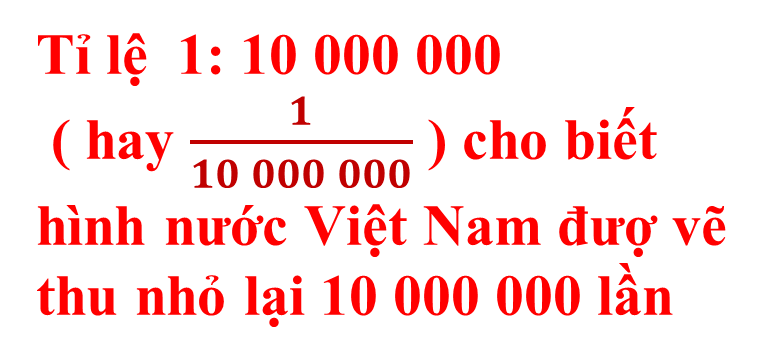 Tỉ lệ 1: 10 000 000
( hay 1/10 000 000 ) cho biết
hình nước Việt Nam đượ vẽ
thu nhỏ lại 10 000 000 lần